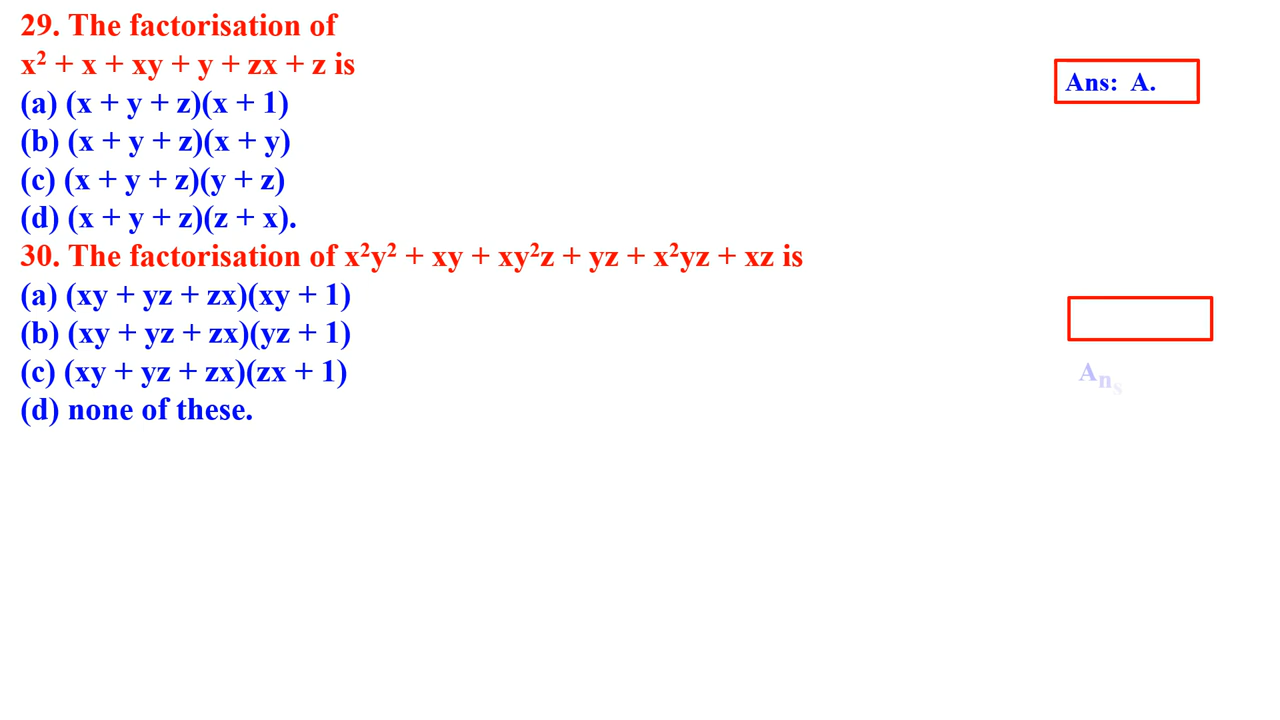 29. The factorisation of
x² + x + xy + y + zx + z is
(a) (x + y + z)(x + 1)
(b) (x + y + z)(x + y)
(c) (x + y + z)(y + z)
(d) (x + y + z)(z + x).
Ans: A.
30. The factorisation of x²y² + xy + xy²z + yz + x²yz + xz is
(a) (xy + yz + zx)(xy + 1)
(b) (xy + yz + zx)(yz + 1)
(c) (xy + yz + zx)(zx + 1)
(d) none of these.
Ans